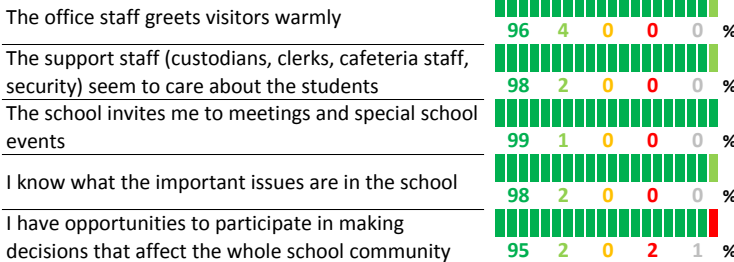 The office staff greets visitors warmly
96 4 0 0 0 %
The support staff (custodians, clerks, cafeteria staff,
security) seem to care about the students
98 2 0 0 0 %
The school invites me to meetings and special school
events
99 1 0 0 0 %
I know what the important issues are in the school
98 2 0 0 0 %
I have opportunities to participate in making
decisions that affect the whole school community
95 2 0 2 1 %